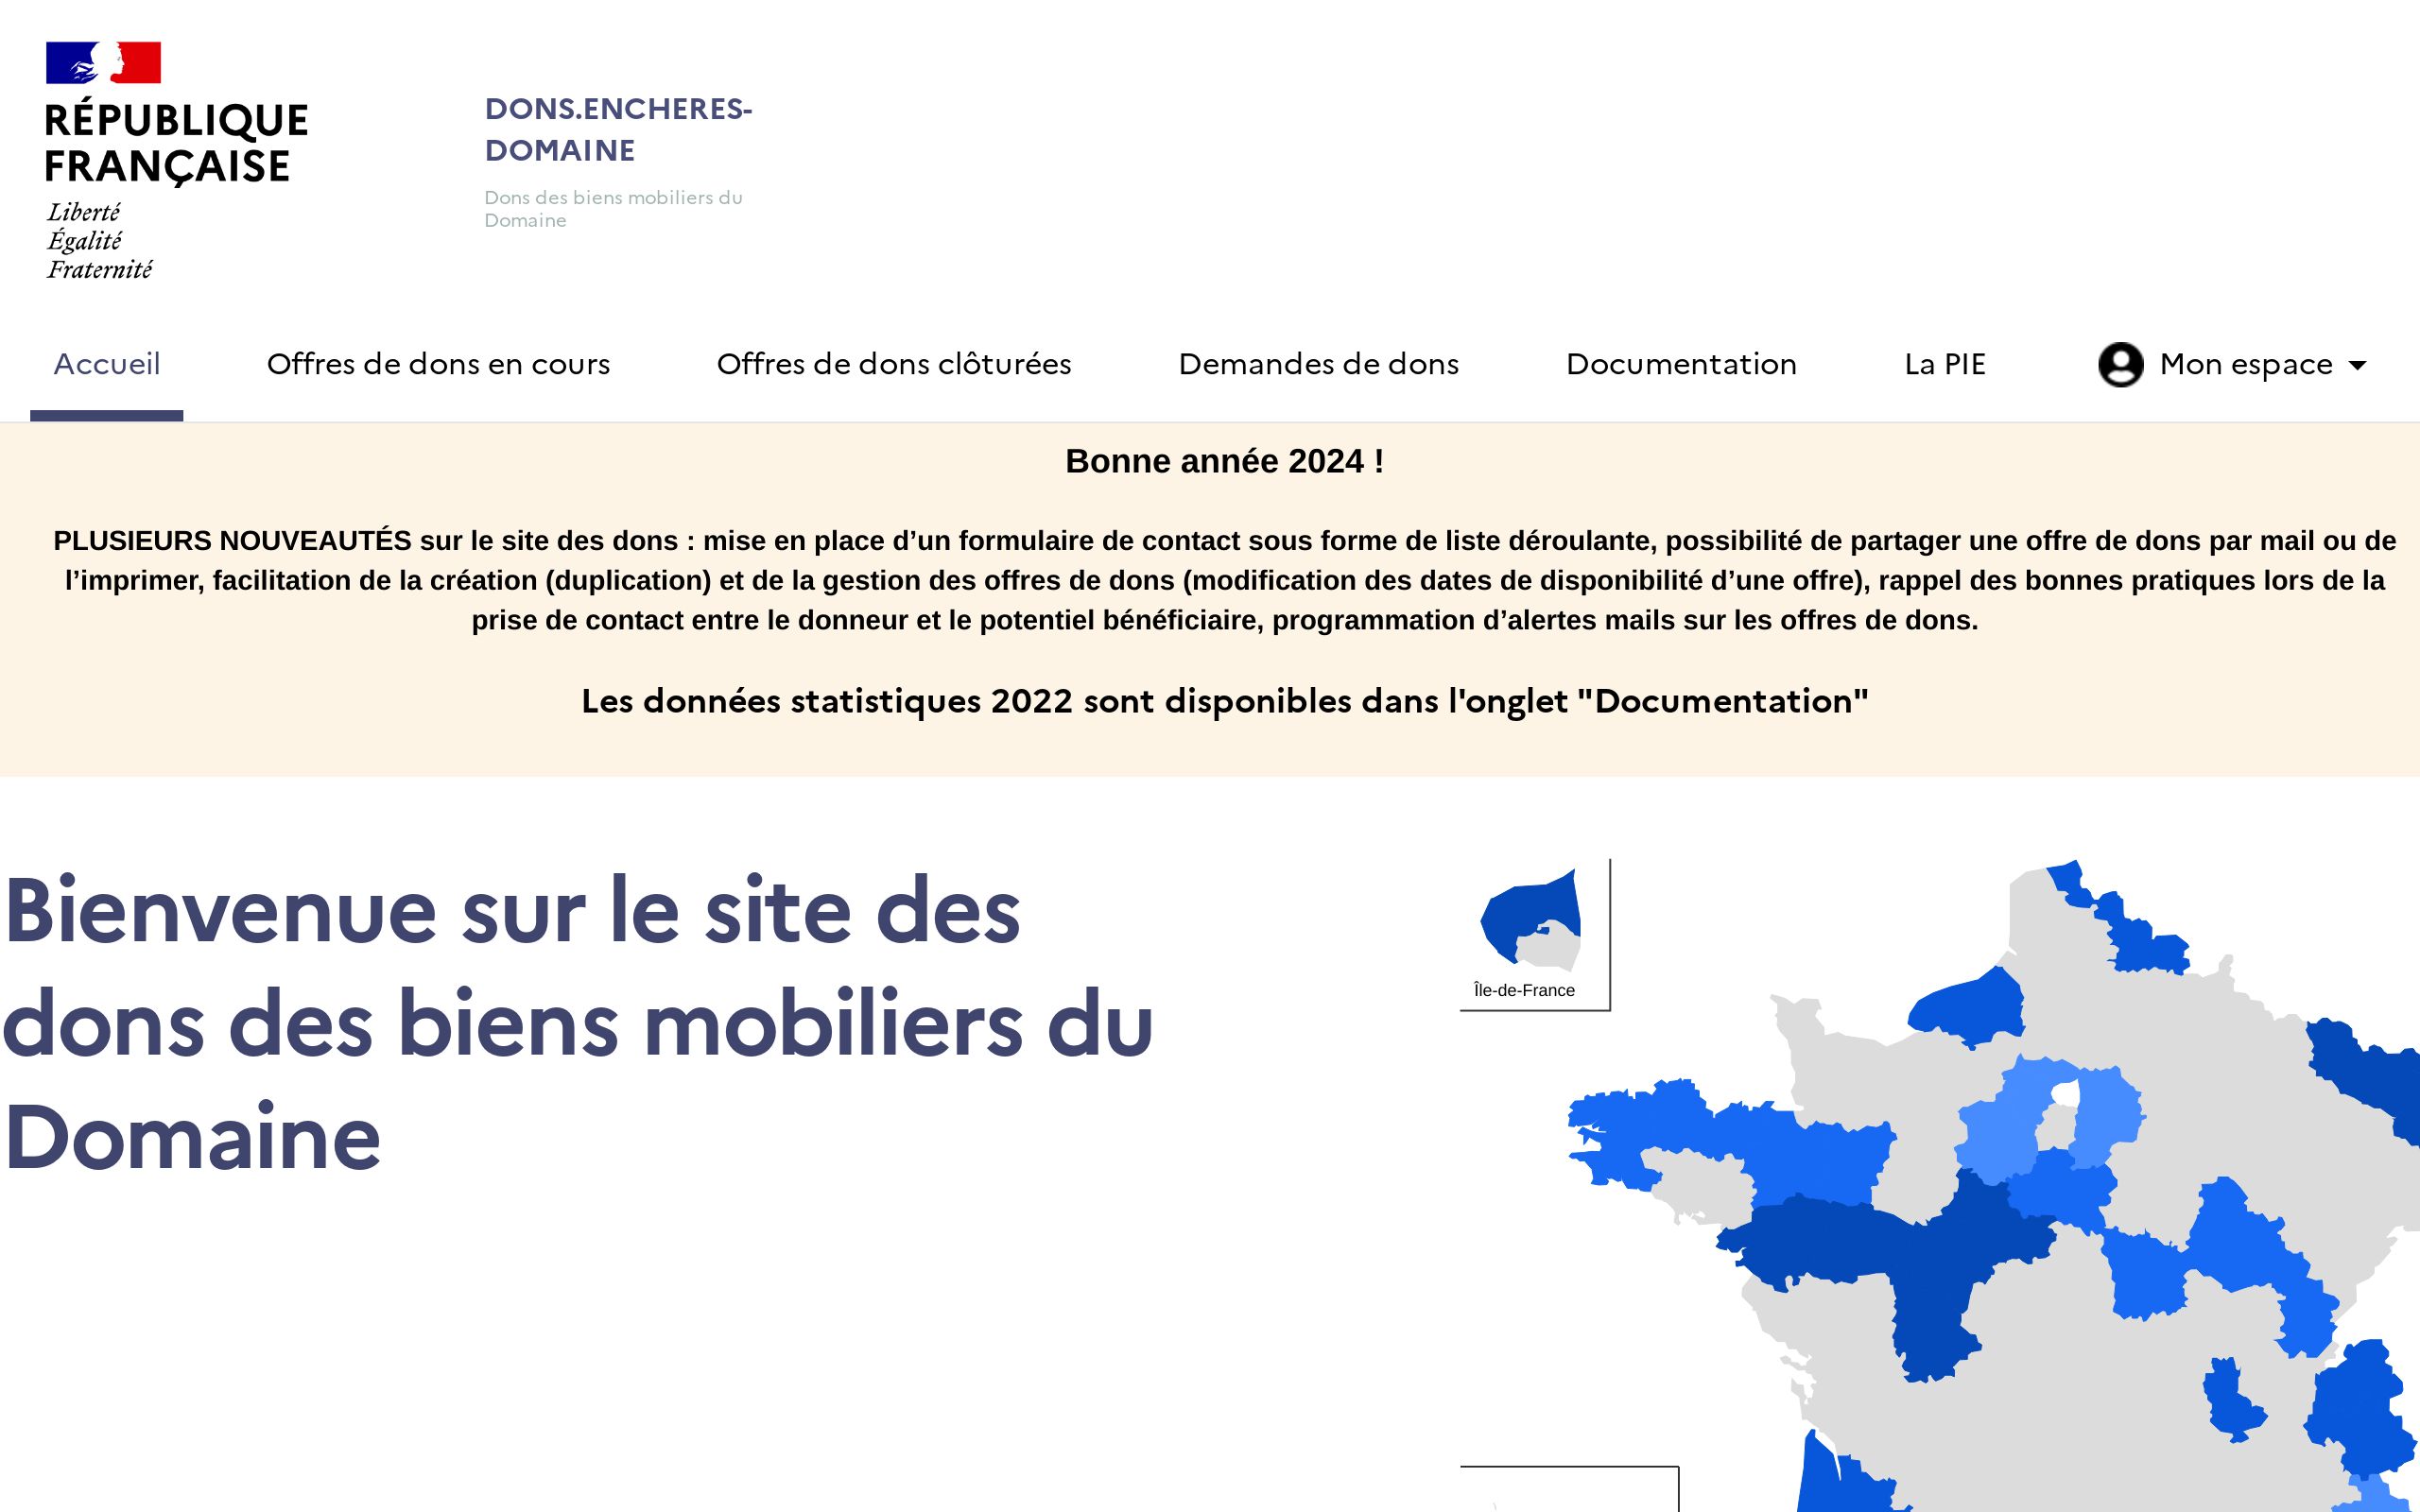 RÉPUBLIQUE
FRANÇAISE
Liberté
Égalité
Fraternité
DONS.ENCHERES-
DOMAINE
Dons des biens mobiliers du
Domaine
Accueil
Offres de dons en cours
Offres de dons clôturées
Demandes de dons
Documentation
La PIE
Mon espace
Bonne année 2024 !
PLUSIEURS NOUVEAUTÉS sur le site des dons : mise en place d’un formulaire de contact sous forme de liste déroulante, possibilité de partager une offre de dons par mail ou de
l’imprimer, facilitation de la création (duplication) et de la gestion des offres de dons (modification des dates de disponibilité d’une offre), rappel des bonnes pratiques lors de la
prise de contact entre le donneur et le potentiel bénéficiaire, programmation d’alertes mails sur les offres de dons.
Les données statistiques 2022 sont disponibles dans l'onglet "Documentation"
Bienvenue sur le site des
dons des biens mobiliers du
Domaine
Île-de-France